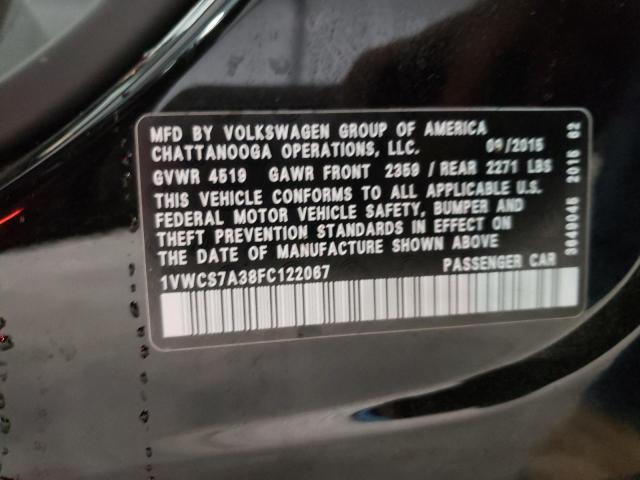 MFD BY VOLKSWAGEN GROUP OF AMERICA
CHATTANOOGA OPERATIONS, LLC. 09/2015
GVWR 4519 GAWR FRONT 2359 / REAR 2271 LBS
THIS VEHICLE CONFORMS TO ALL APPLICABLE U.S.
FEDERAL MOTOR VEHICLE SAFETY, BUMPER AND
THEFT PREVENTION STANDARDS IN EFFECT ON
THE DATE OF MANUFACTURE SHOWN ABOVE
1VWCS7A38FC122067 PASSENGER CAR